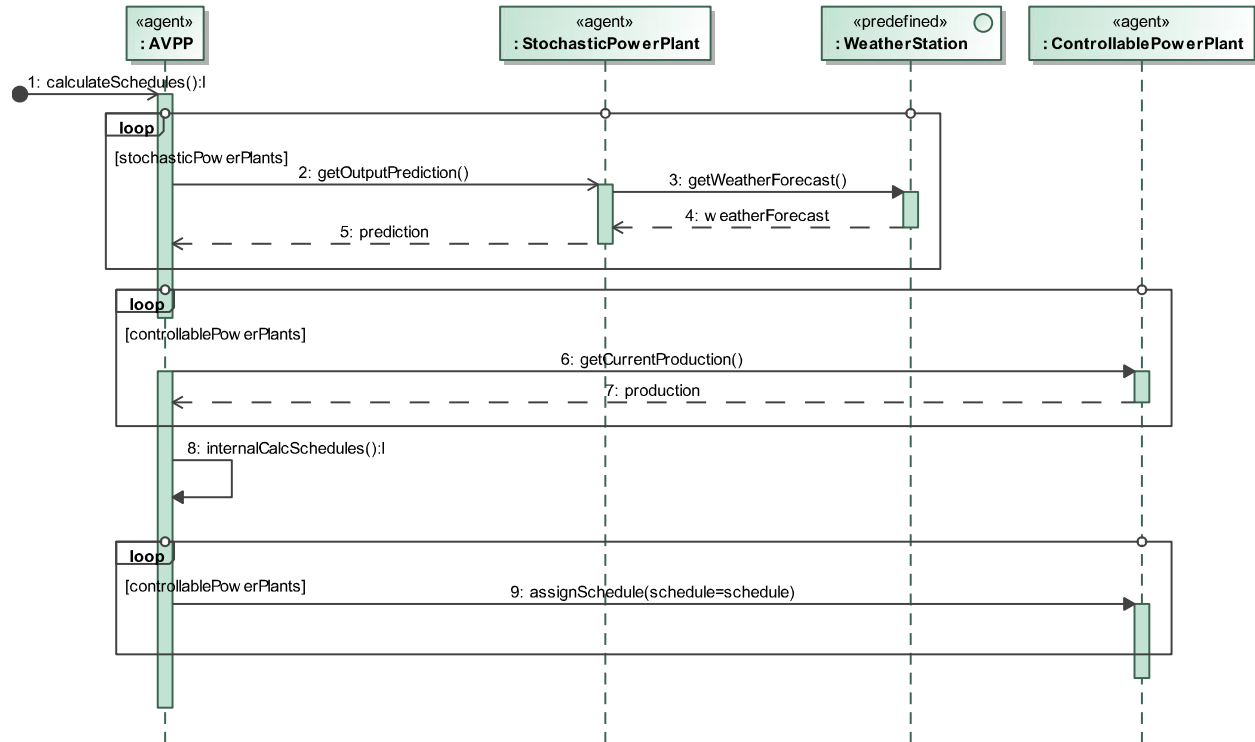 «agent»
: AVPP
«agent»
: StochasticPowerPlant
«predefined»
: WeatherStation
«agent»
: ControllablePowerPlant
1: calculateSchedules():I
loop
[stochasticPowerPlants]
2: getOutputPrediction()
3: getWeatherForecast()
4: weatherForecast
5: prediction
loop
[controllablePowerPlants]
6: getCurrentProduction()
7: production
8: internalCalcSchedules():I
loop
[controllablePowerPlants]
9: assignSchedule(schedule=schedule)